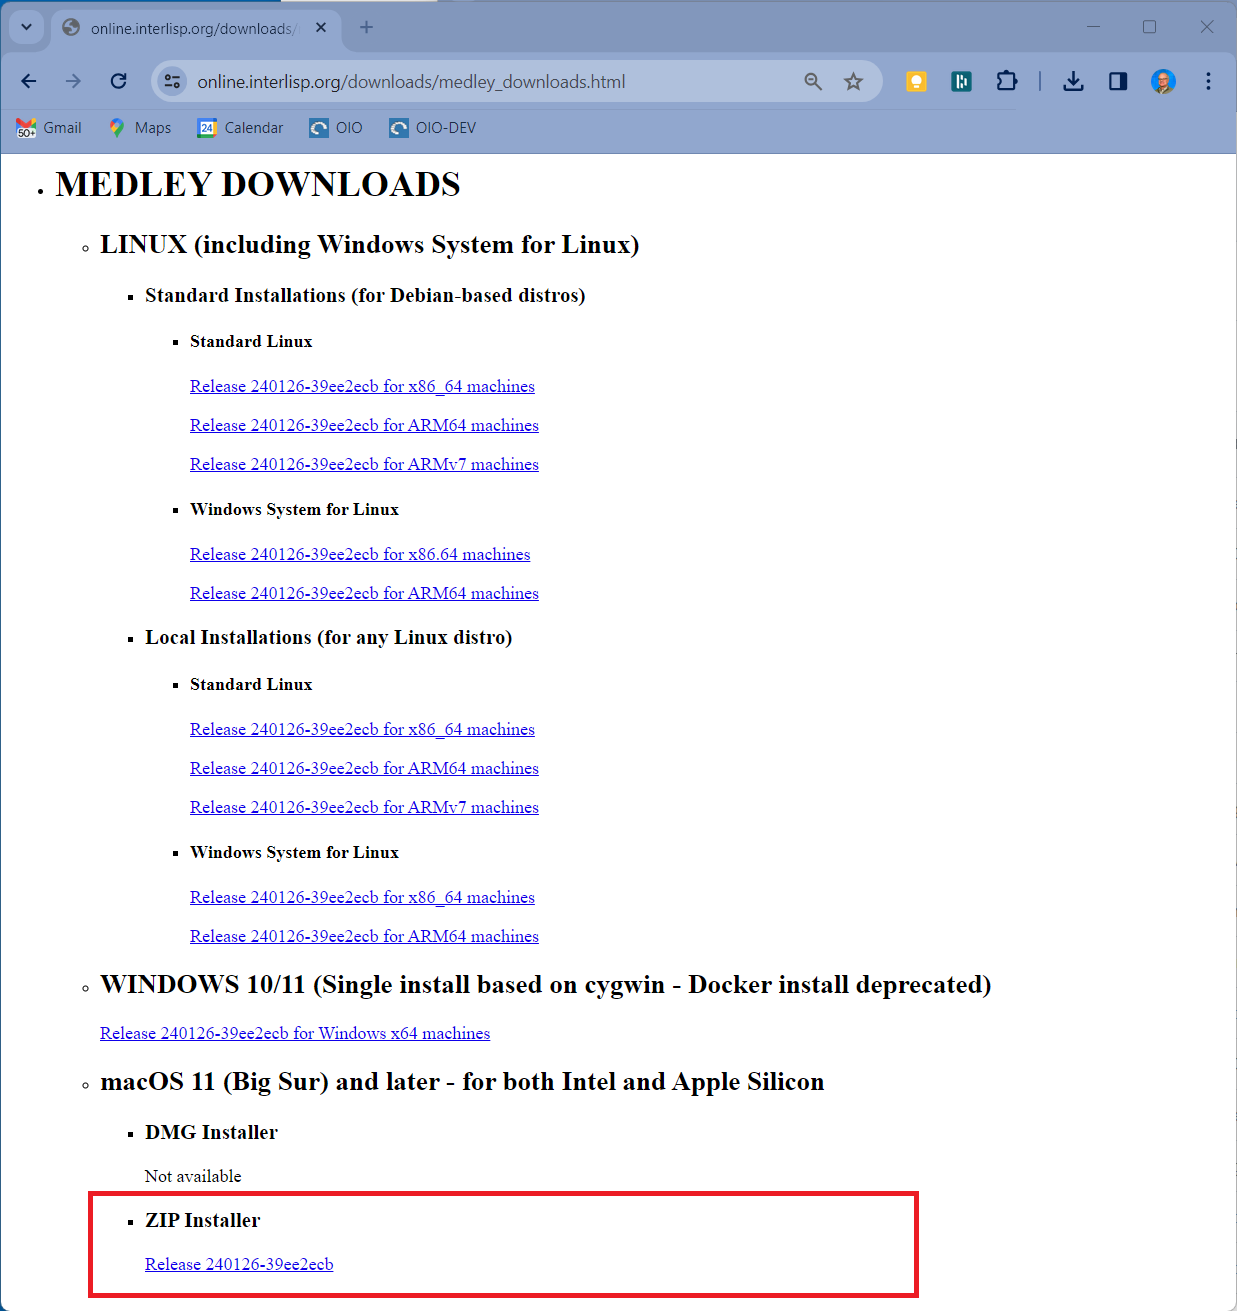 online.interlisp.org/downloads/
online.interlisp.org/downloads/medley_downloads.html
50+ Gmail Maps 24 Calendar OIO OIO-DEV
MEDLEY DOWNLOADS
LINUX (including Windows System for Linux)
Standard Installations (for Debian-based distros)
Standard Linux
Release 240126-39ee2ecb for x86_64 machines
Release 240126-39ee2ecb for ARM64 machines
Release 240126-39ee2ecb for ARMv7 machines
Windows System for Linux
Release 240126-39ee2ecb for x86.64 machines
Release 240126-39ee2ecb for ARM64 machines
Local Installations (for any Linux distro)
Standard Linux
Release 240126-39ee2ecb for x86_64 machines
Release 240126-39ee2ecb for ARM64 machines
Release 240126-39ee2ecb for ARMv7 machines
Windows System for Linux
Release 240126-39ee2ecb for x86_64 machines
Release 240126-39ee2ecb for ARM64 machines
WINDOWS 10/11 (Single install based on cygwin - Docker install deprecated)
Release 240126-39ee2ecb for Windows x64 machines
macOS 11 (Big Sur) and later - for both Intel and Apple Silicon
DMG Installer
Not available
ZIP Installer
Release 240126-39ee2ecb